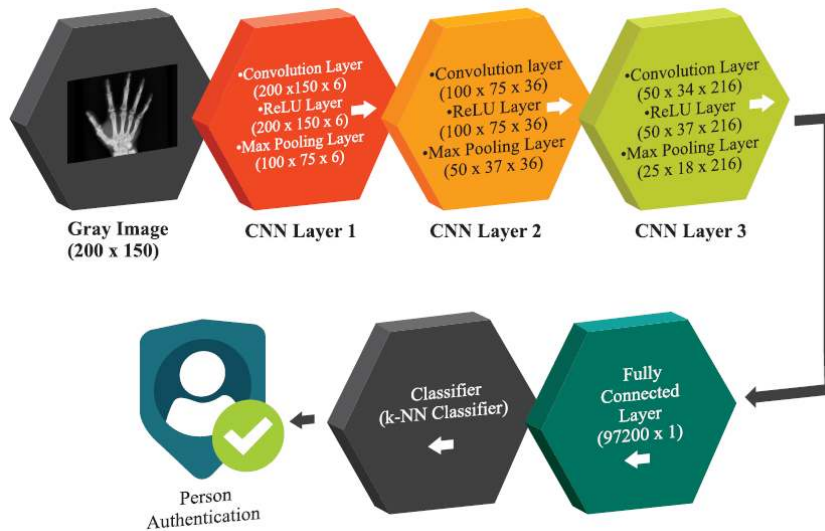 •Convolution Layer
(200 x150 x 6)
•ReLU Layer
(200 x 150 x 6)
•Max Pooling Layer
(100 x 75 x 6)
•Convolution layer
(100 x 75 x 36)
•ReLU Layer
(100 x 75 x 36)
•Max Pooling Layer
(50 x 37 x 36)
•Convolution Layer
(50 x 34 x 216)
•ReLU Layer
(50 x 37 x 216)
•Max Pooling Layer
(25 x 18 x 216)
Gray Image
(200 x 150)
CNN Layer 1
CNN Layer 2
CNN Layer 3
Fully
Connected
Layer
(97200 x 1)
Classifier
(k-NN Classifier)
Person
Authentication